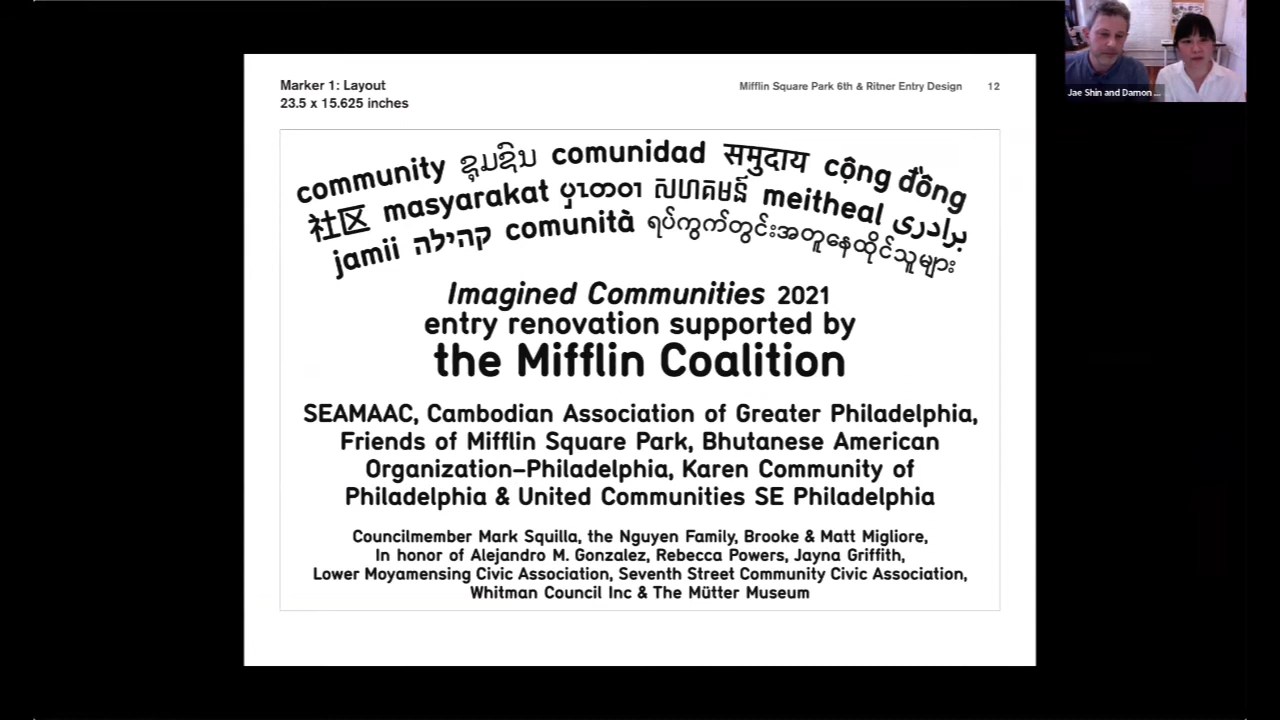 Marker 1: Layout
23.5 x 15.625 inches
Mifflin Square Park 6th & Ritner Entry Design 12
community ຊຸມຊົນ comunidad समुदाय cộng đồng
社区 masyarakat សហគមន៍ meitheal برادری
jamii קהילה comunità ရပ်ကွက်တွင်းအတူနေထိုင်သူများ
Imagined Communities 2021
entry renovation supported by
the Mifflin Coalition
SEAMAAC, Cambodian Association of Greater Philadelphia,
Friends of Mifflin Square Park, Bhutanese American
Organization–Philadelphia, Karen Community of
Philadelphia & United Communities SE Philadelphia
Councilmember Mark Squilla, the Nguyen Family, Brooke & Matt Migliore,
In honor of Alejandro M. Gonzalez, Rebecca Powers, Jayna Griffith,
Lower Moyamensing Civic Association, Seventh Street Community Civic Association,
Whitman Council Inc & The Mütter Museum
Jae Shin and Damon ...